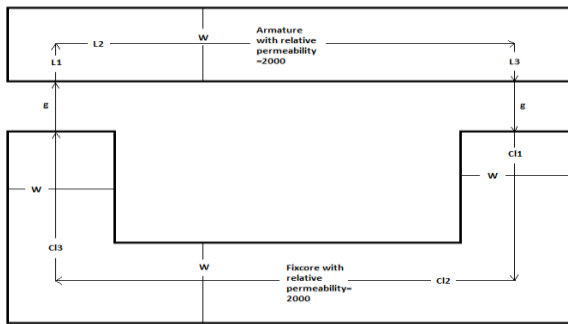 Armature
with relative
permeability
=2000
W
L2
L1
L3
g
g
Cl1
W
W
Cl3
W
Fixcore with
relative
permeability=
2000
Cl2